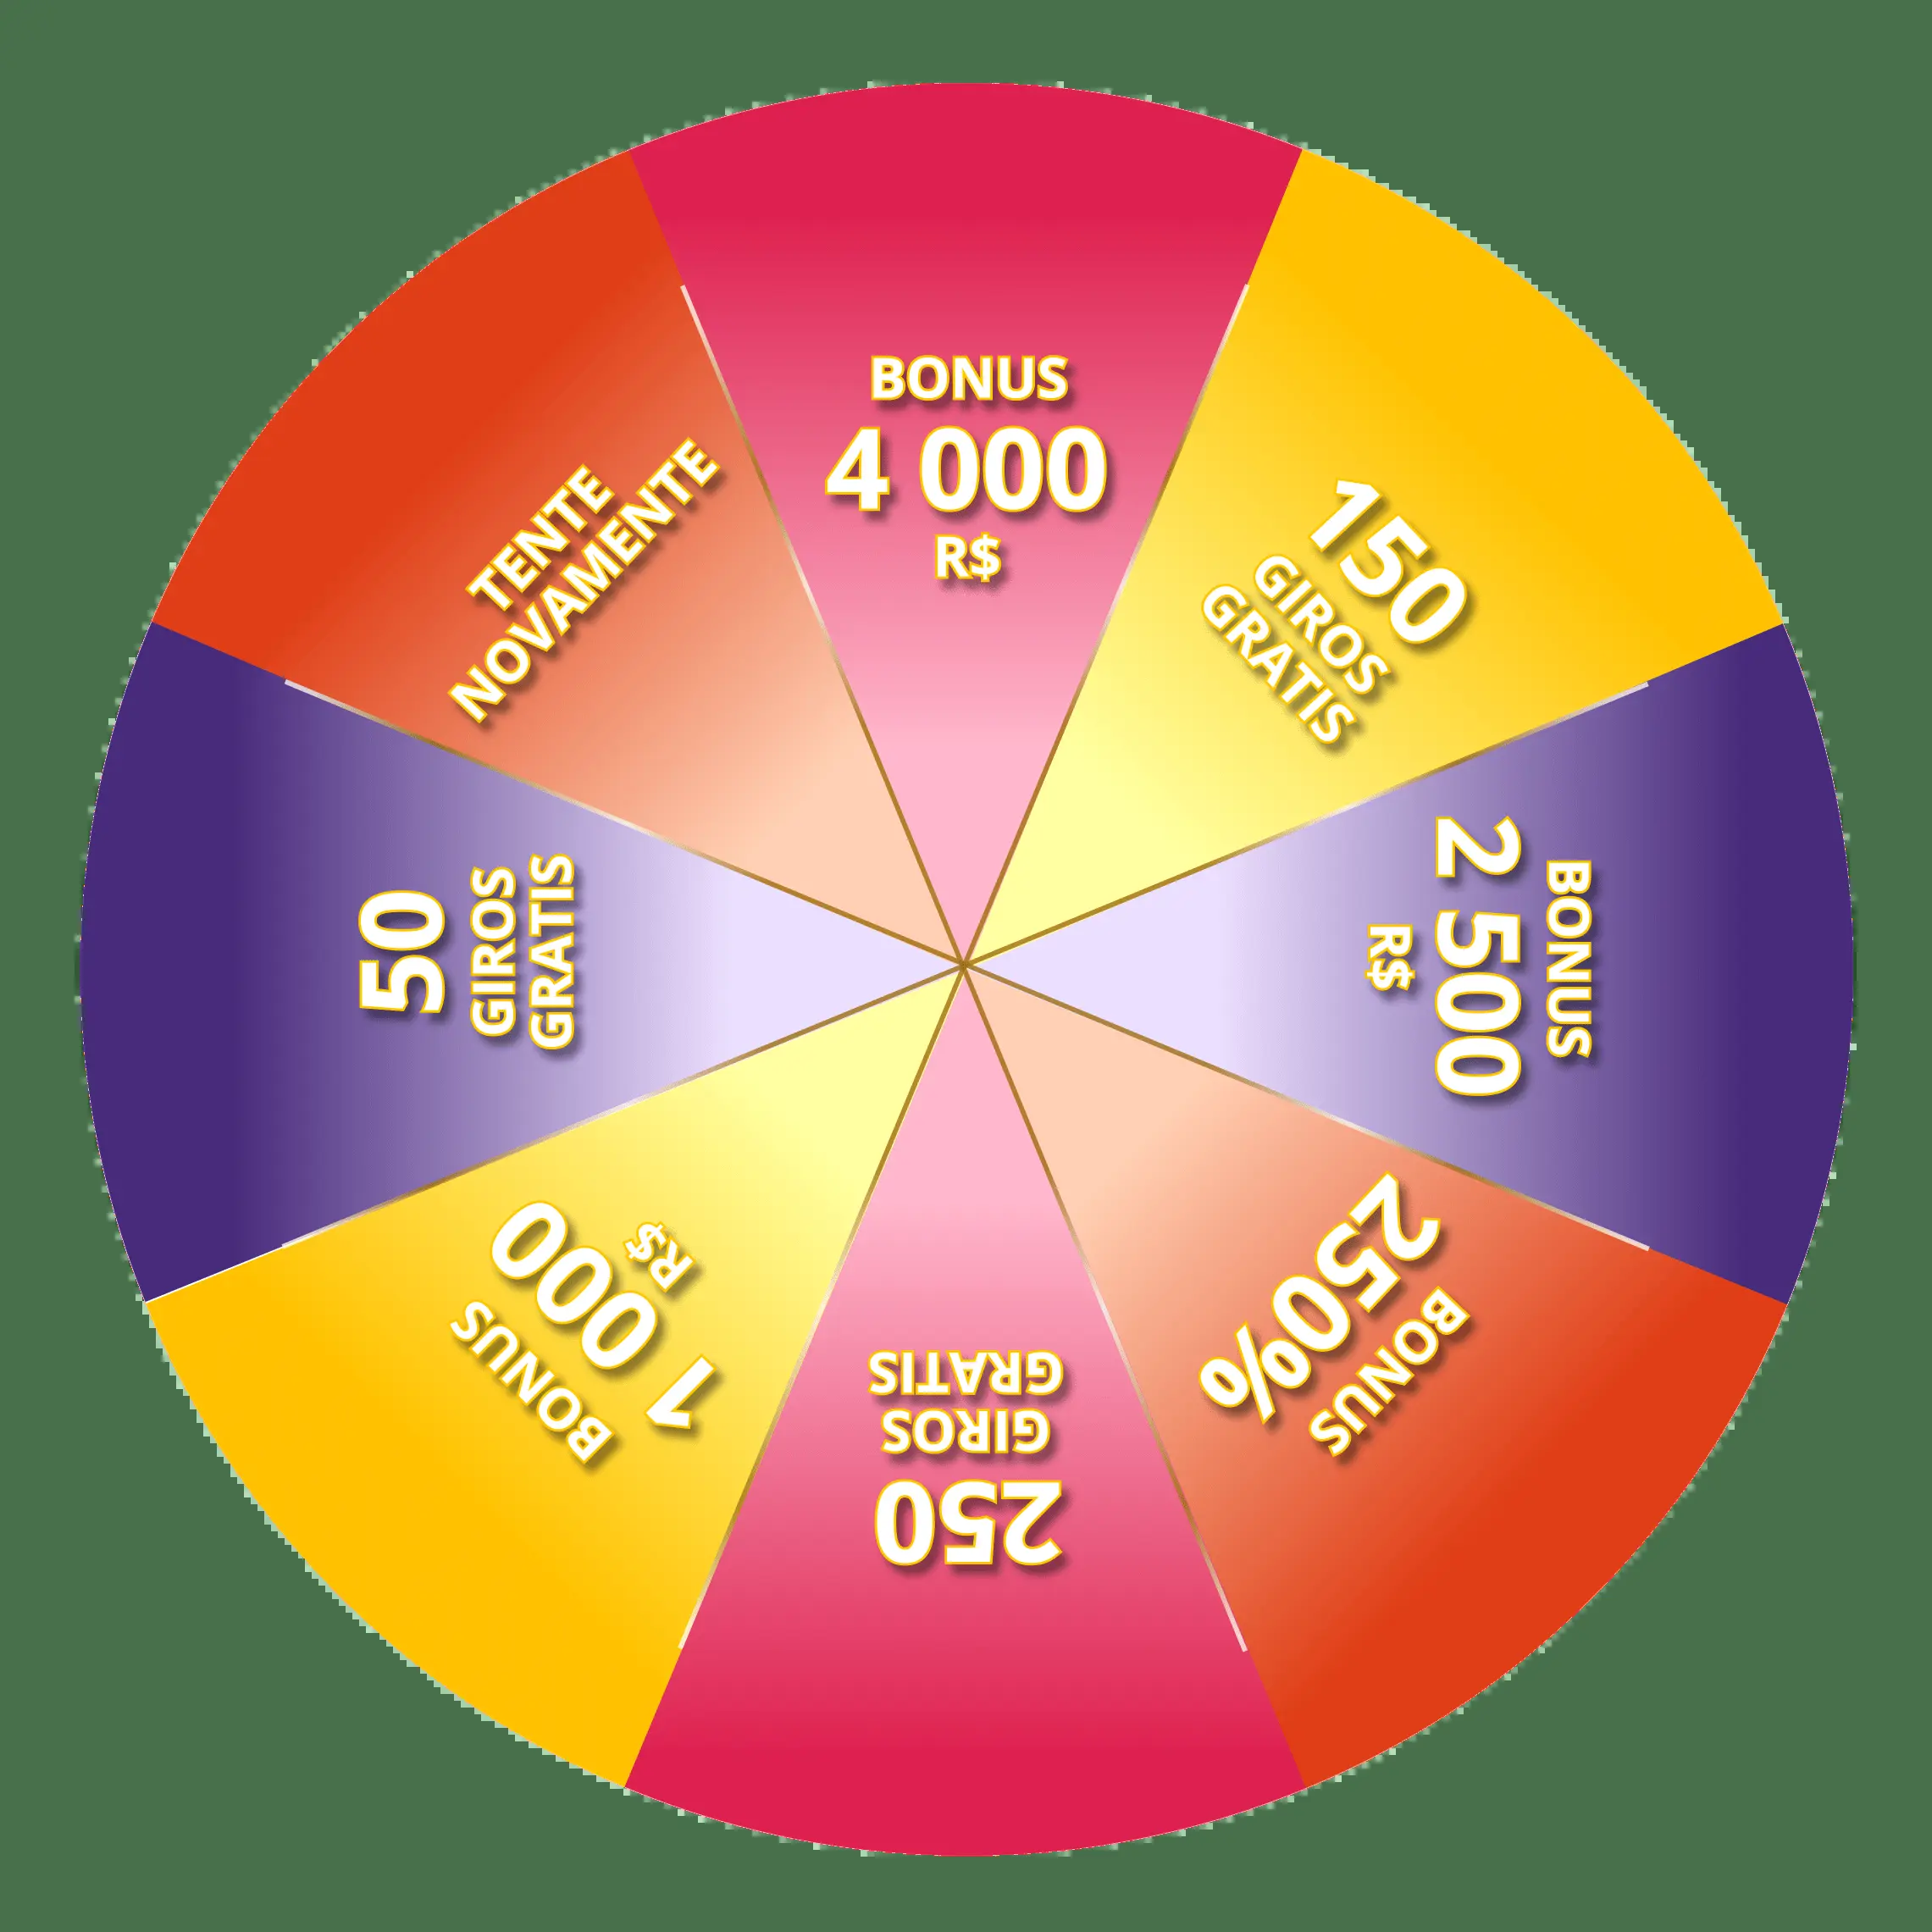 BONUS
4 000
R$
150
GIROS
GRATIS
BONUS
2 500
R$
BONUS
250%
250
GIROS
GRATIS
BONUS
1 000
R$
50
GIROS
GRATIS
TENTE
NOVAMENTE